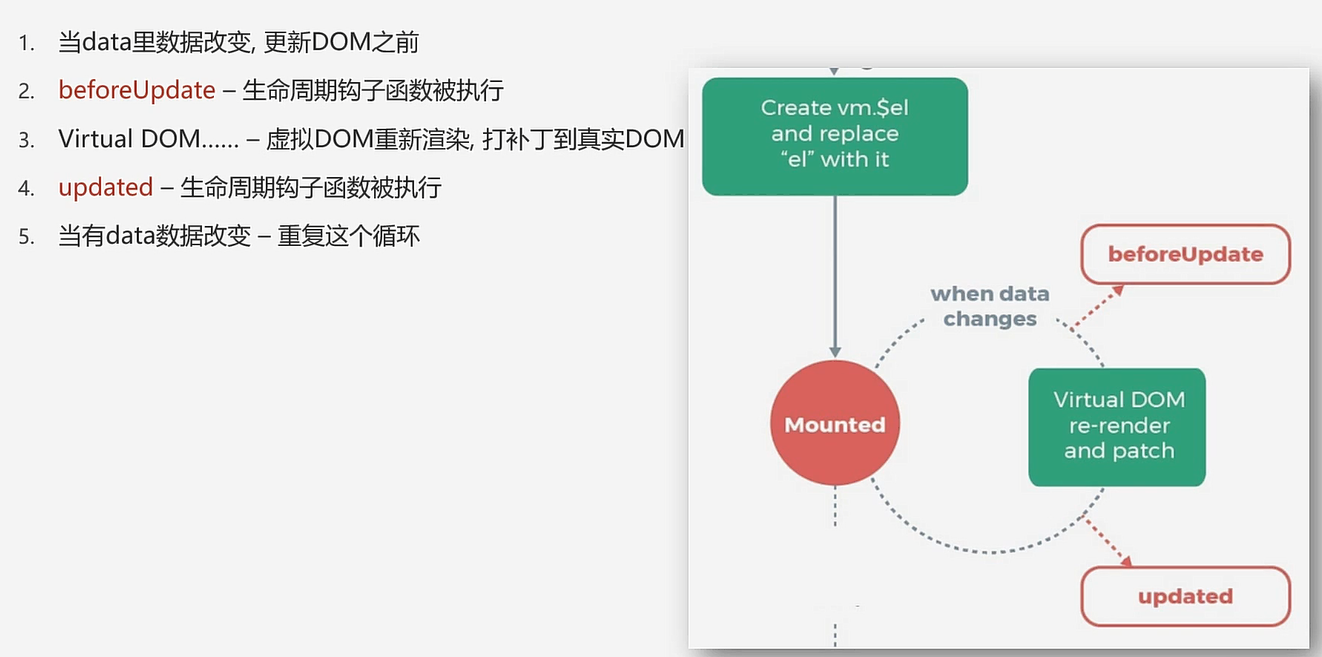 1. 当data里数据改变, 更新DOM之前
2. beforeUpdate – 生命周期钩子函数被执行
3. Virtual DOM…… – 虚拟DOM重新渲染, 打补丁到真实DOM
4. updated – 生命周期钩子函数被执行
5. 当有data数据改变 – 重复这个循环
Create vm.$el
and replace
“el” with it
beforeUpdate
when data
changes
Mounted
Virtual DOM
re-render
and patch
updated